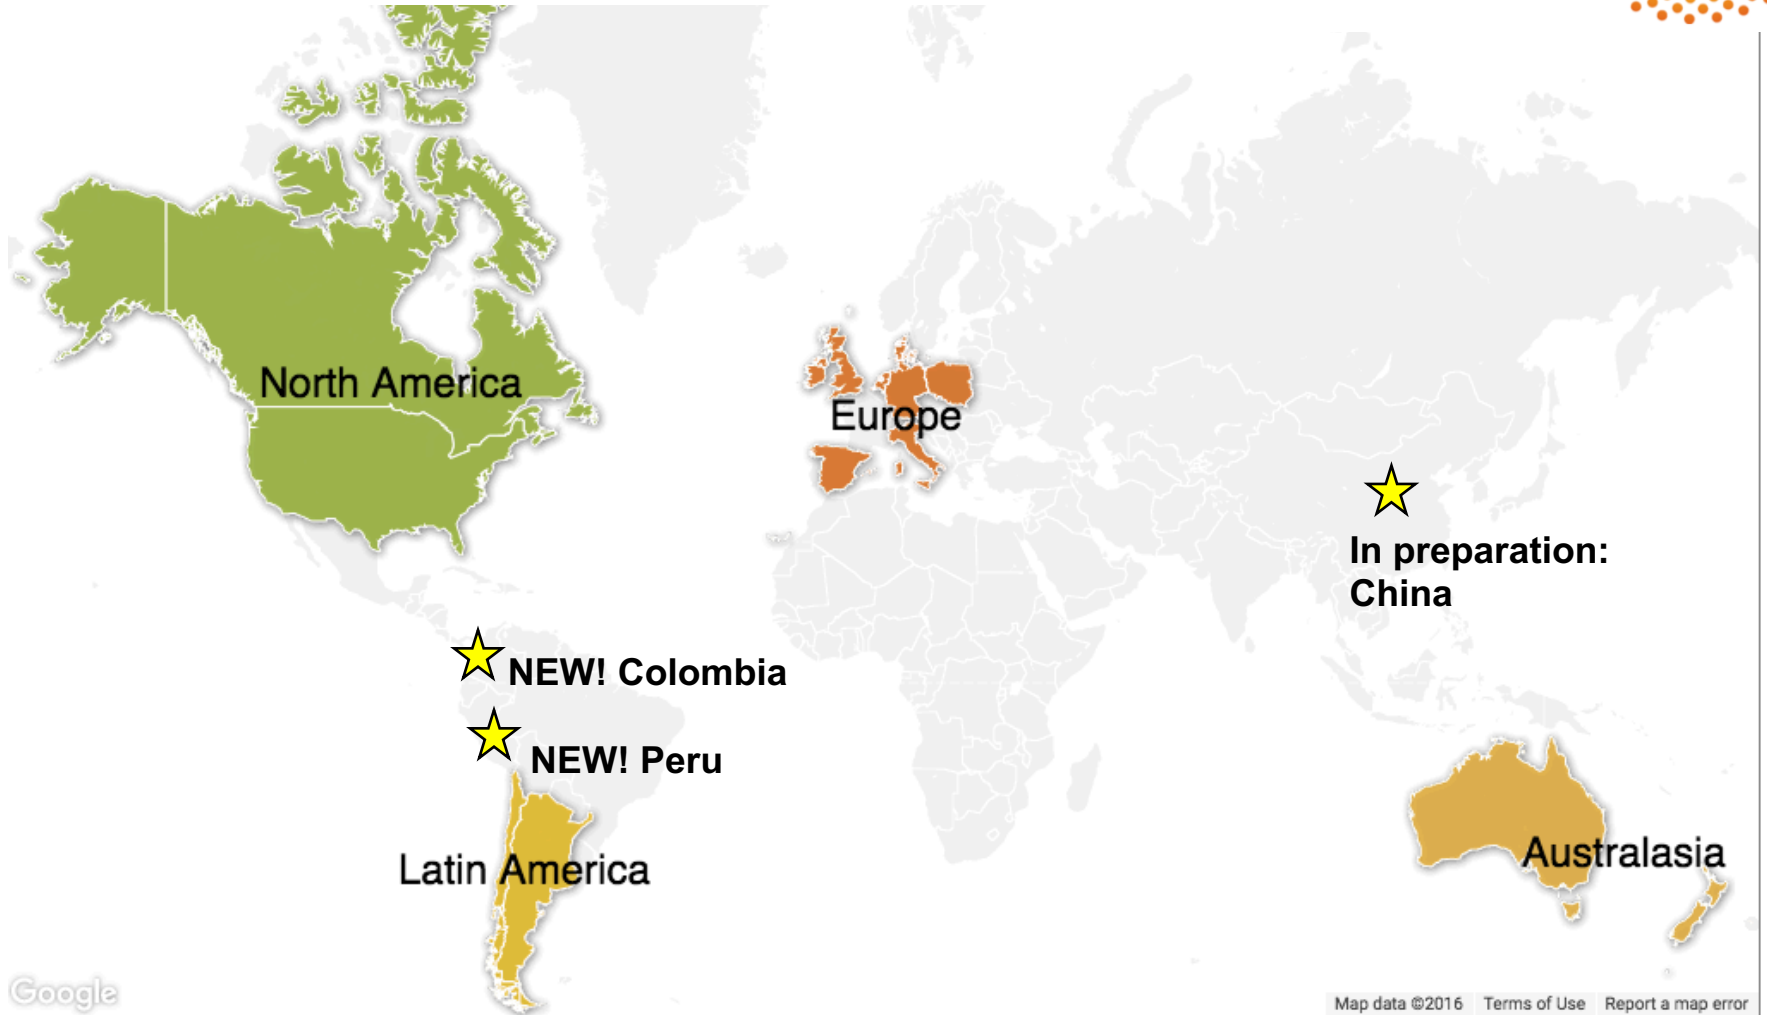 North America
Europe
In preparation:
China
NEW! Colombia
NEW! Peru
Latin America
Australasia
Google
Map data ©2016 Terms of Use Report a map error